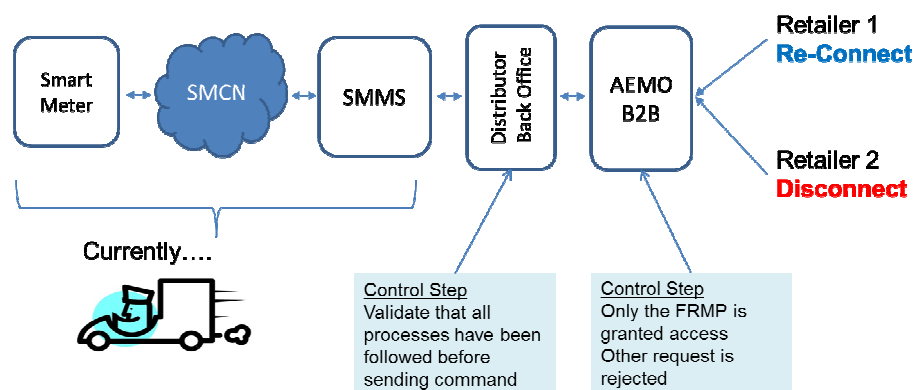 Retailer 1
Re-Connect
Smart
Meter
SMCN
SMMS
Distributor
Back Office
AEMO
B2B
Retailer 2
Disconnect
Currently....
Control Step
Validate that all
processes have been
followed before
sending command
Control Step
Only the FRMP is
granted access
Other request is
rejected